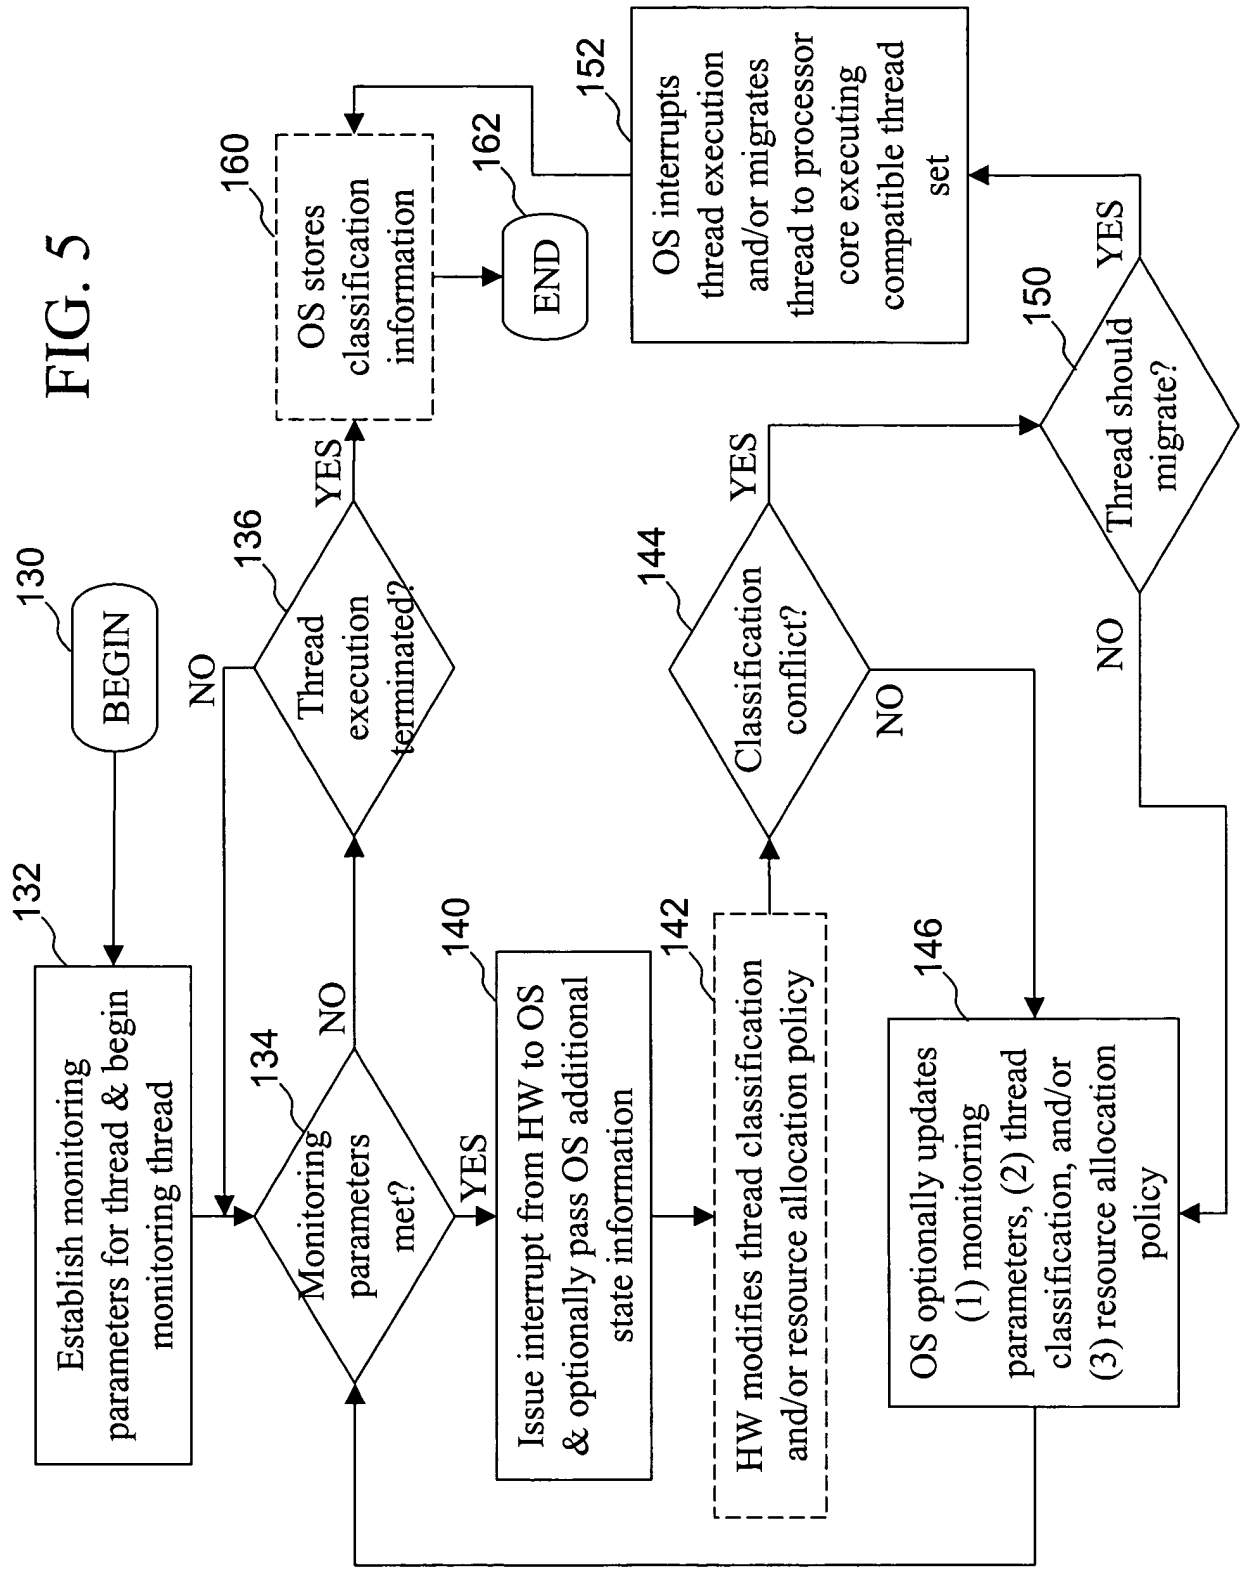 FIG. 5
130
BEGIN
132
Establish monitoring
parameters for thread & begin
monitoring thread
134
Monitoring
parameters
met?
NO
YES
136
Thread
execution
terminated?
NO
YES
160
OS stores
classification
information
162
END
140
Issue interrupt from HW to OS
& optionally pass OS additional
state information
142
HW modifies thread classification
and/or resource allocation policy
144
Classification
conflict?
YES
NO
146
OS optionally updates
(1) monitoring
parameters, (2) thread
classification, and/or
(3) resource allocation
policy
150
Thread should
migrate?
YES
NO
152
OS interrupts
thread execution
and/or migrates
thread to processor
core executing
compatible thread
set